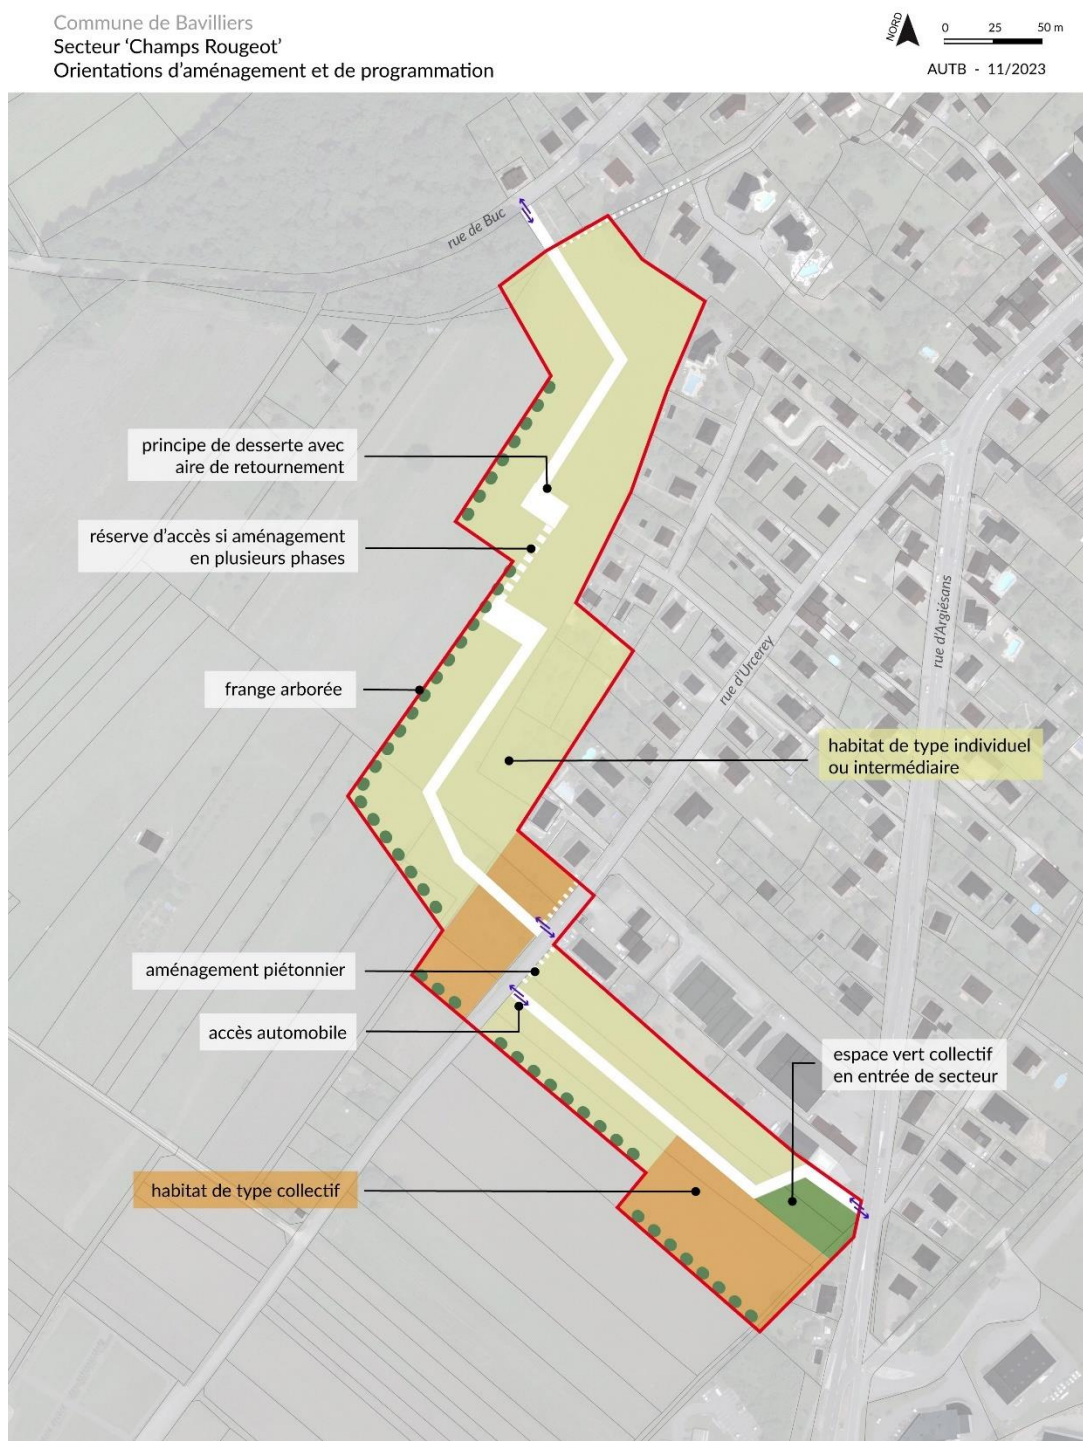 Commune de Bavilliers
Secteur ‘Champs Rougeot’
Orientations d’aménagement et de programmation
NORD
0 25 50 m
AUTB - 11/2023
rue de Buc
principe de desserte avec
aire de retournement
réserve d’accès si aménagement
en plusieurs phases
rue d'Argiésans
rue d'Urcerey
frange arborée
habitat de type individuel
ou intermédiaire
aménagement piétonnier
accès automobile
espace vert collectif
en entrée de secteur
habitat de type collectif